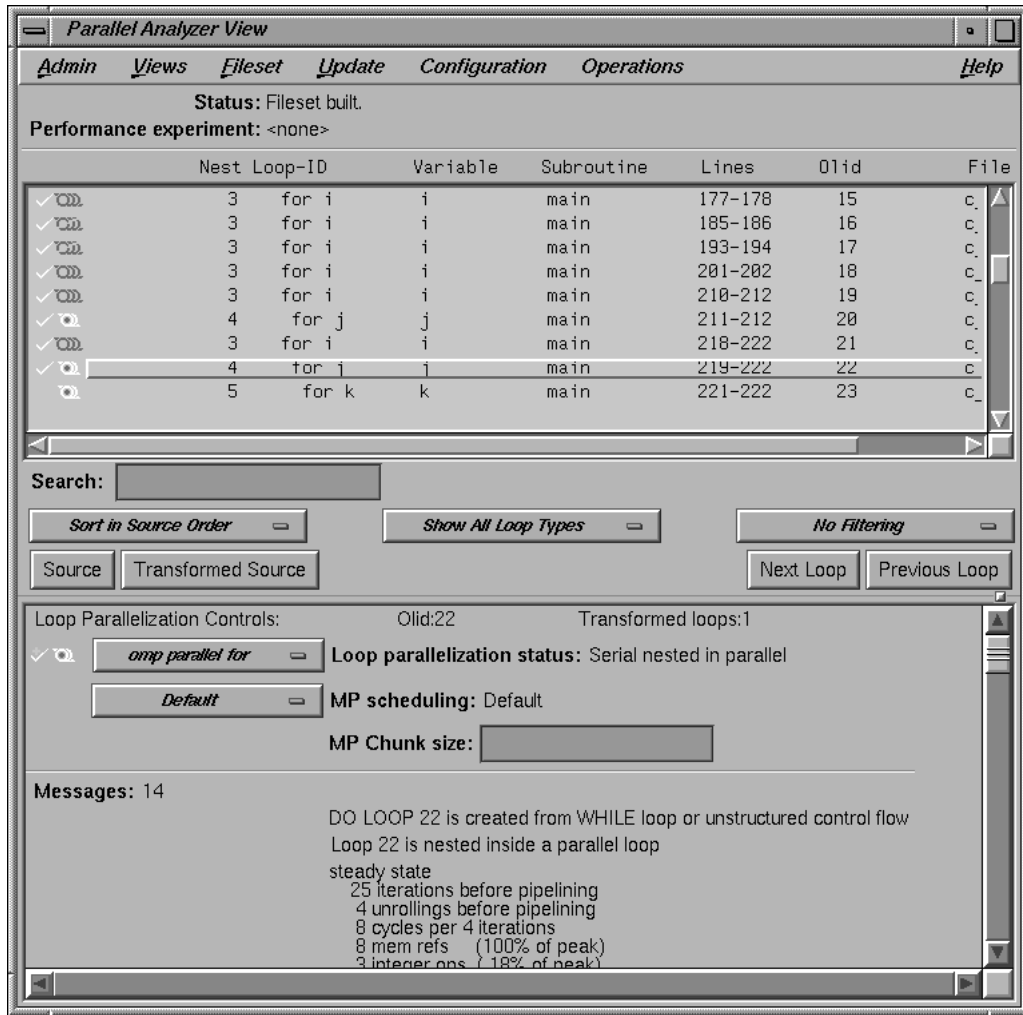 Parallel Analyzer View
Admin Views Fileset Update Configuration Operations Help
Status: Fileset built.
Performance experiment: <none>
Nest Loop-ID Variable Subroutine Lines Olid File
3 for i i main 177-178 15 c_
3 for i i main 185-186 16 c_
3 for i i main 193-194 17 c_
3 for i i main 201-202 18 c_
3 for i i main 210-212 19 c_
4 for j j main 211-212 20 c_
3 for i i main 218-222 21 c_
4 for j j main 219-222 22 c
5 for k k main 221-222 23 c_
Search:
Sort in Source Order Show All Loop Types No Filtering
Source Transformed Source Next Loop Previous Loop
Loop Parallelization Controls: Olid:22 Transformed loops:1
omp parallel for Loop parallelization status: Serial nested in parallel
Default MP scheduling: Default
MP Chunk size:
Messages: 14
DO LOOP 22 is created from WHILE loop or unstructured control flow
Loop 22 is nested inside a parallel loop
steady state
25 iterations before pipelining
4 unrollings before pipelining
8 cycles per 4 iterations
8 mem refs (100% of peak)
3 integer ops ( 18% of peak)